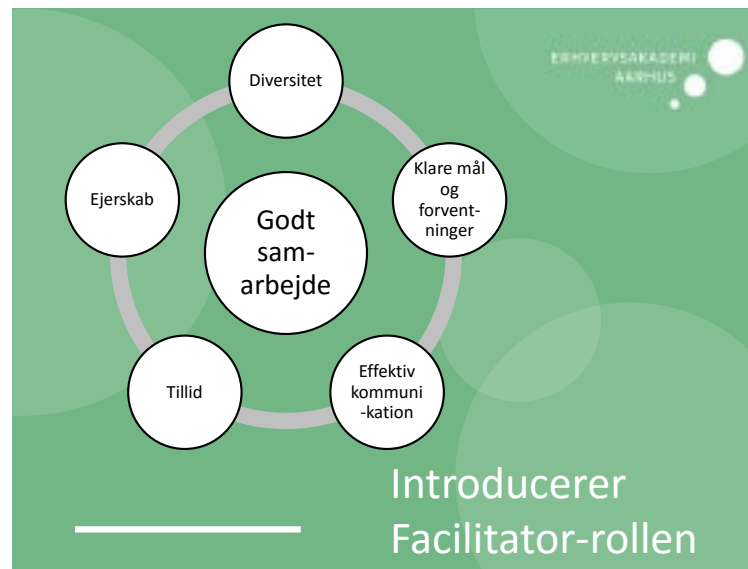 Diversitet
ERHVERVSAKADEMI
AARHUS
Klare mål
og
forvent-
ninger
Ejerskab
Godt
sam-
arbejde
Effektiv
kommuni
-kation
Tillid
Introducerer
Facilitator-rollen